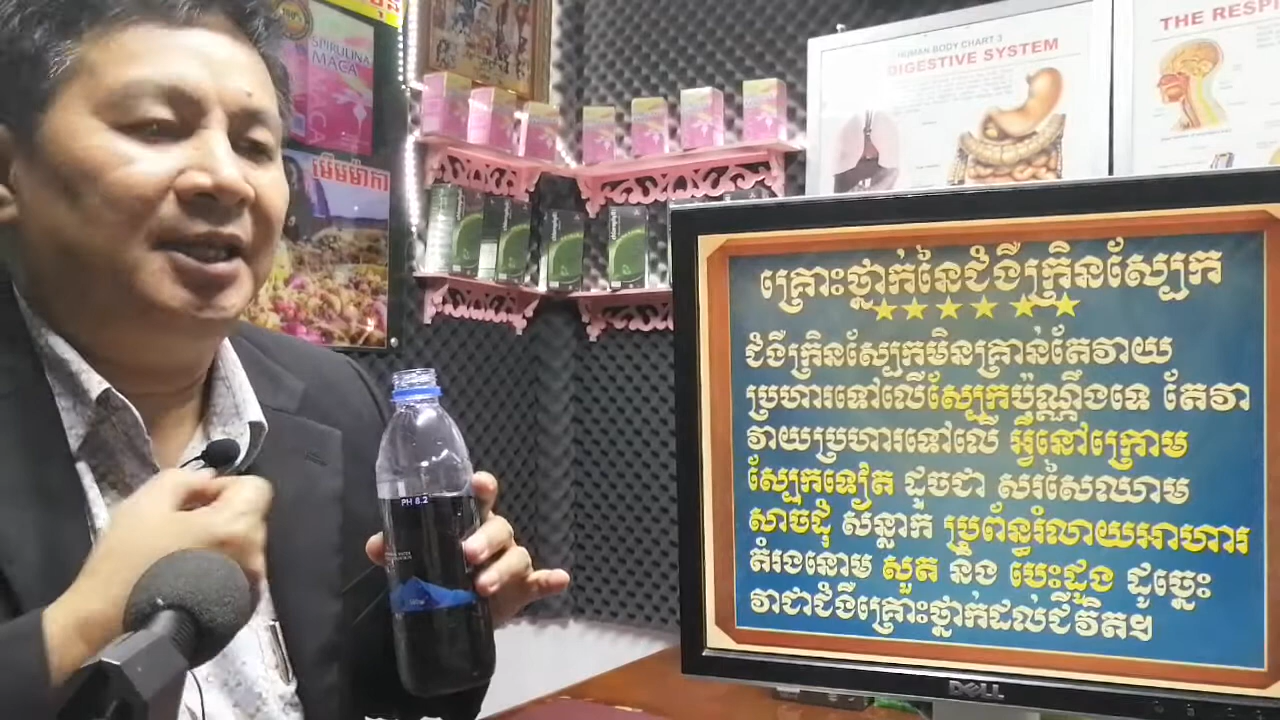 SPIRULINA
MACA
ម៉ើមម៉ាកា
HUMAN BODY CHART 3
DIGESTIVE SYSTEM
THE RESPI
PH 8.2
គ្រោះថ្នាក់នៃជំងឺក្រិនស្បែក
ជំងឺក្រិនស្បែកមិនគ្រាន់តែវាយ
ប្រហារទៅលើស្បែកប៉ុណ្ណឹងទេ តែវា
វាយប្រហារទៅលើ អ្វីនៅក្រោម
ស្បែកទៀត ដូចជា សរសៃឈាម
សាច់ដុំ សន្លាក់ ប្រព័ន្ធរំលាយអាហារ
តំរងនោម សួត និង បេះដូង ដូច្នេះ
វាជាជំងឺគ្រោះថ្នាក់ដល់ជីវិត។
DELL